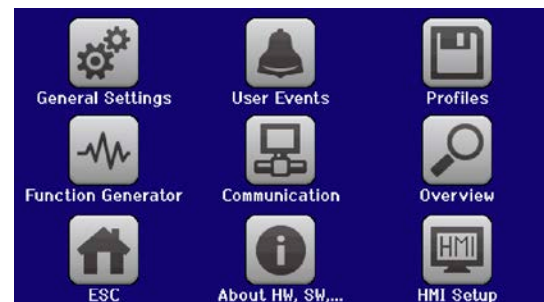 General Settings
User Events
Profiles
Function Generator
Communication
Overview
HMI
ESC
About HW, SW,...
HMI Setup